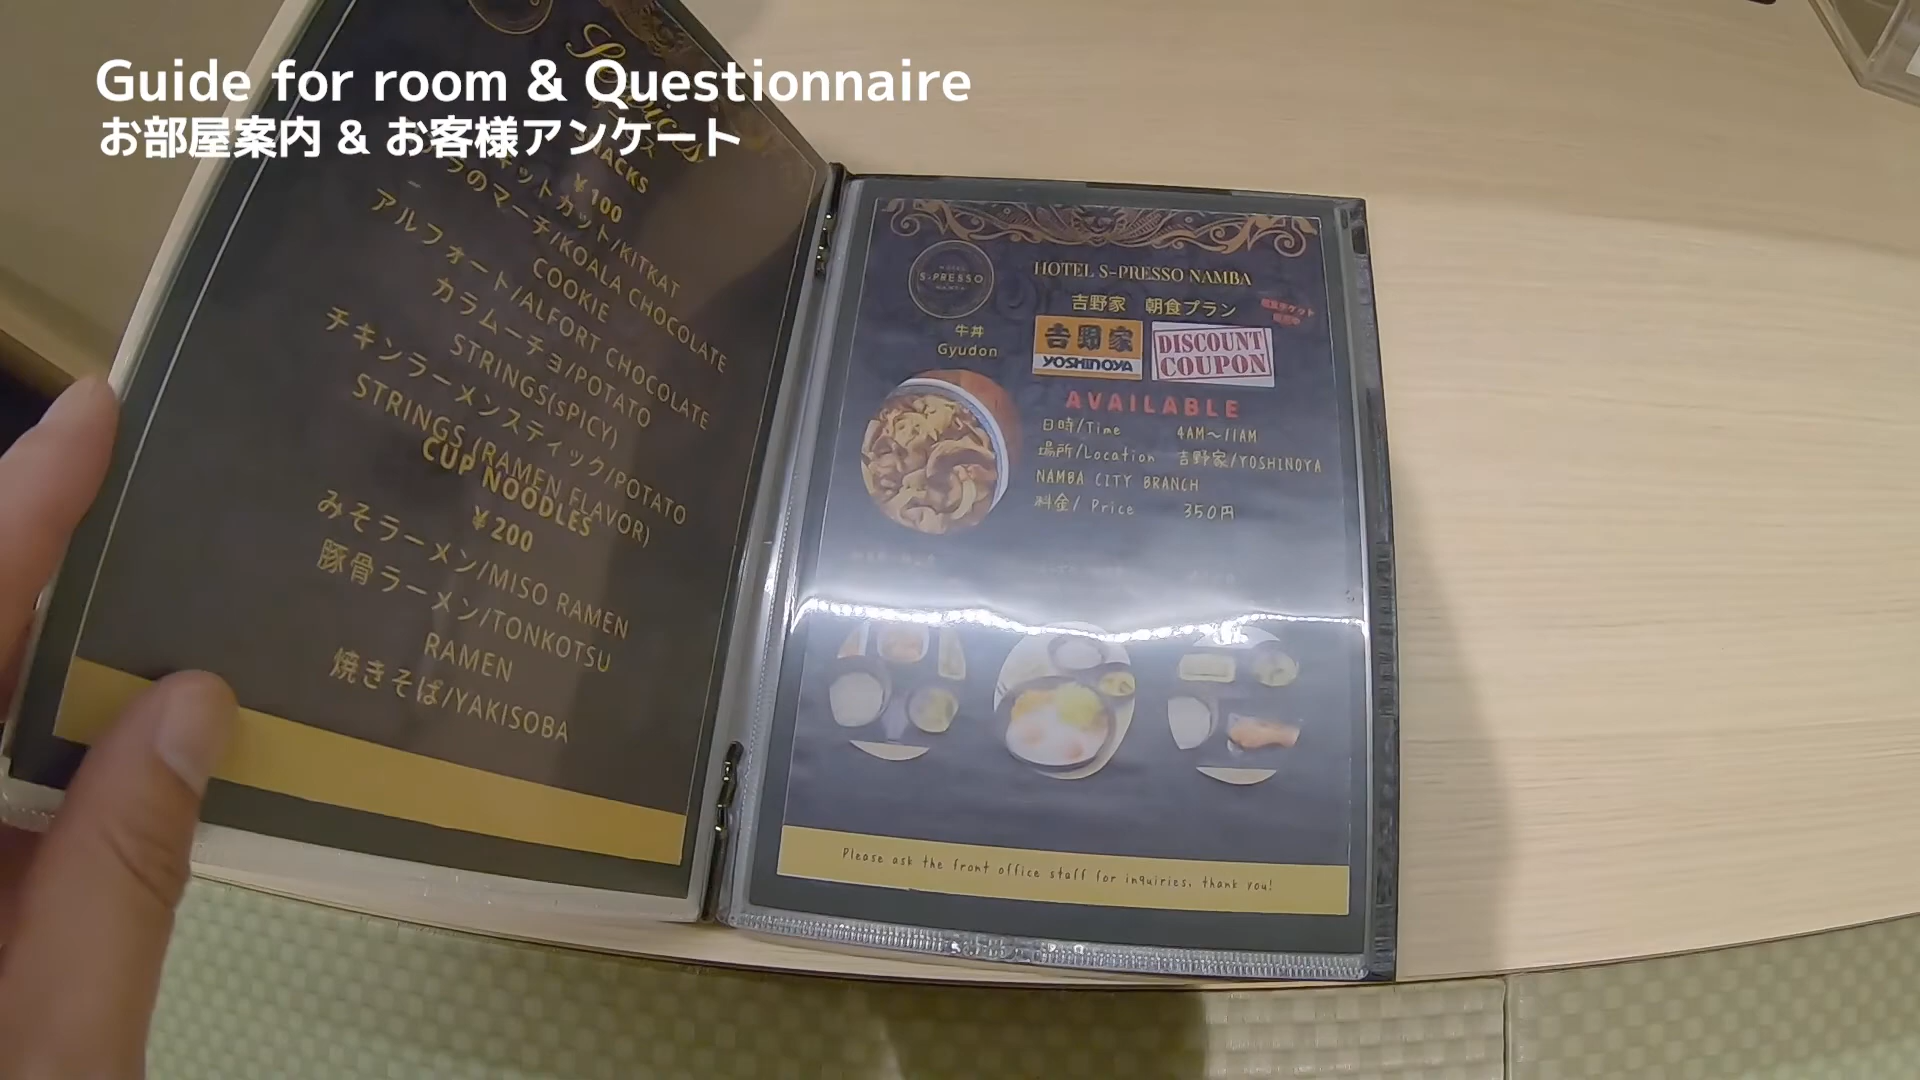 Guide for room & Questionnaire
お部屋案内 & お客様アンケート
SNACKS
¥100
キットカット/KITKAT
コアラのマーチ/KOALA CHOCOLATE
COOKIE
アルフォート/ALFORT CHOCOLATE
カラムーチョ/POTATO
STRINGS(SPICY)
チキンラーメンスティック/POTATO
STRINGS (RAMEN FLAVOR)
CUP NOODLES
¥200
みそラーメン/MISO RAMEN
豚骨ラーメン/TONKOTSU
RAMEN
焼きそば/YAKISOBA
HOTEL
S-PRESSO
NAMBA
HOTEL S-PRESSO NAMBA
吉野家 朝食プラン
牛丼
Gyudon
吉野家
YOSHINOYA
DISCOUNT
COUPON
AVAILABLE
日時/Time 4AM~11AM
場所/Location 吉野家/YOSHINOYA
NAMBA CITY BRANCH
料金/ Price 350円
Please ask the front office staff for inquiries, thank you!